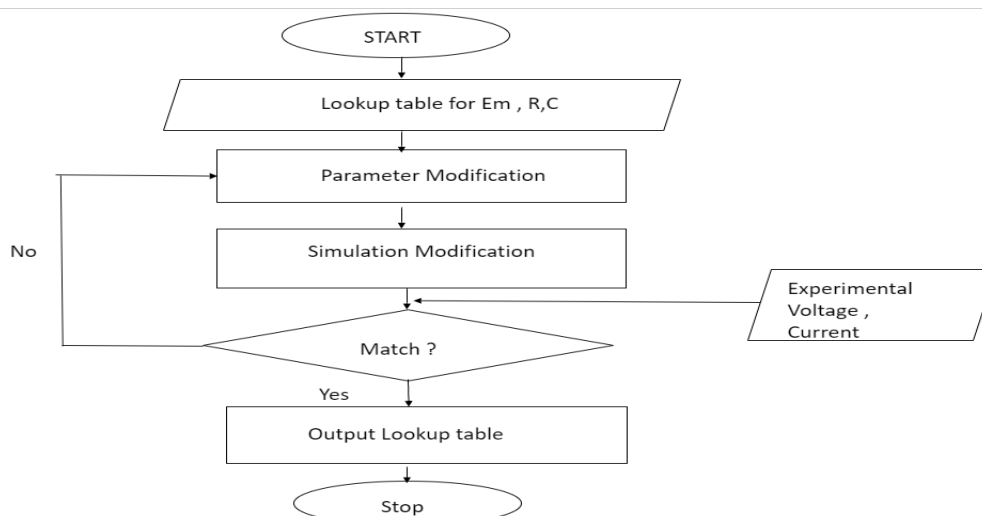 START
Lookup table for Em , R,C
Parameter Modification
No
Simulation Modification
Experimental
Voltage ,
Current
Match ?
Yes
Output Lookup table
Stop